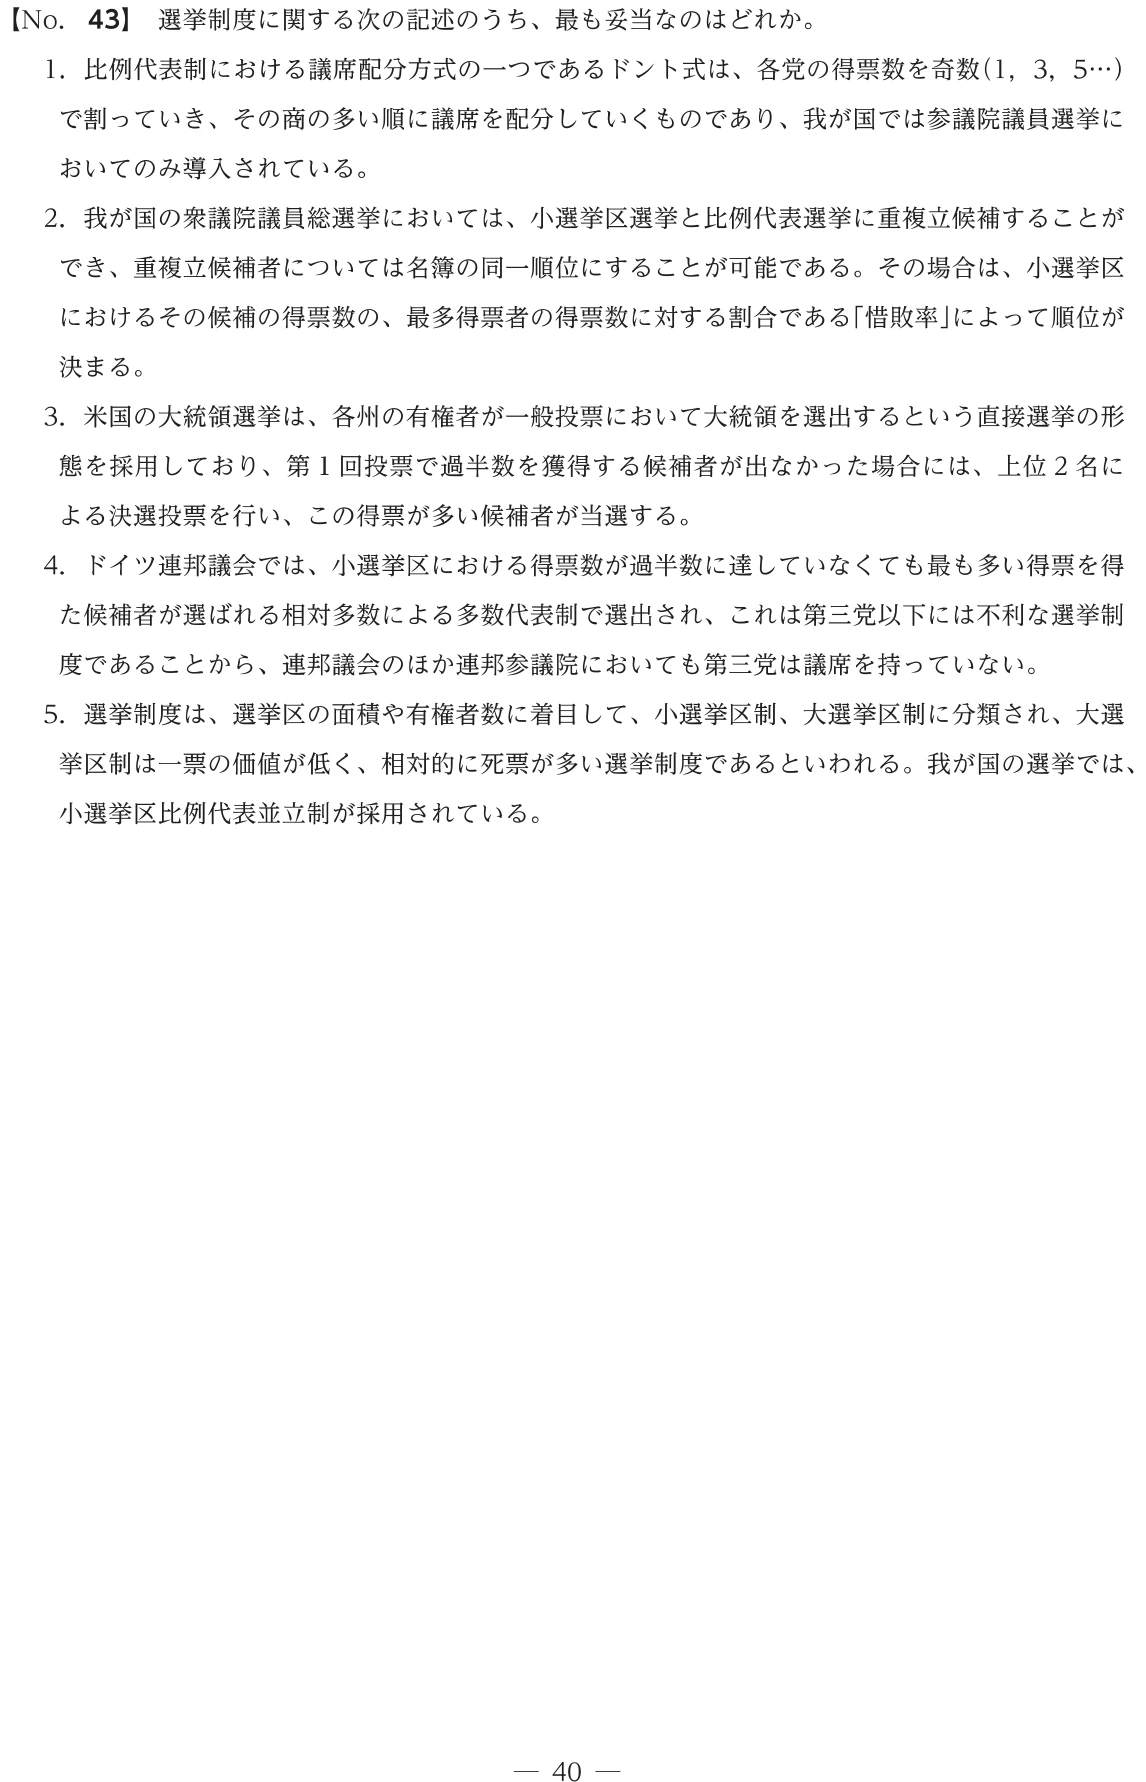 【No. 43】 選挙制度に関する次の記述のうち、最も妥当なのはどれか。
1. 比例代表制における議席配分方式の一つであるドント式は、各党の得票数を奇数(1, 3, 5…)
で割っていき、その商の多い順に議席を配分していくものであり、我が国では参議院議員選挙に
おいてのみ導入されている。
2. 我が国の衆議院議員総選挙においては、小選挙区選挙と比例代表選挙に重複立候補することが
でき、重複立候補者については名簿の同一順位にすることが可能である。その場合は、小選挙区
におけるその候補の得票数の、最多得票者の得票数に対する割合である「惜敗率」によって順位が
決まる。
3. 米国の大統領選挙は、各州の有権者が一般投票において大統領を選出するという直接選挙の形
態を採用しており、第1回投票で過半数を獲得する候補者が出なかった場合には、上位2名に
よる決選投票を行い、この得票が多い候補者が当選する。
4. ドイツ連邦議会では、小選挙区における得票数が過半数に達していなくても最も多い得票を得
た候補者が選ばれる相対多数による多数代表制で選出され、これは第三党以下には不利な選挙制
度であることから、連邦議会のほか連邦参議院においても第三党は議席を持っていない。
5. 選挙制度は、選挙区の面積や有権者数に着目して、小選挙区制、大選挙区制に分類され、大選
挙区制は一票の価値が低く、相対的に死票が多い選挙制度であるといわれる。我が国の選挙では、
小選挙区比例代表並立制が採用されている。
— 40 —